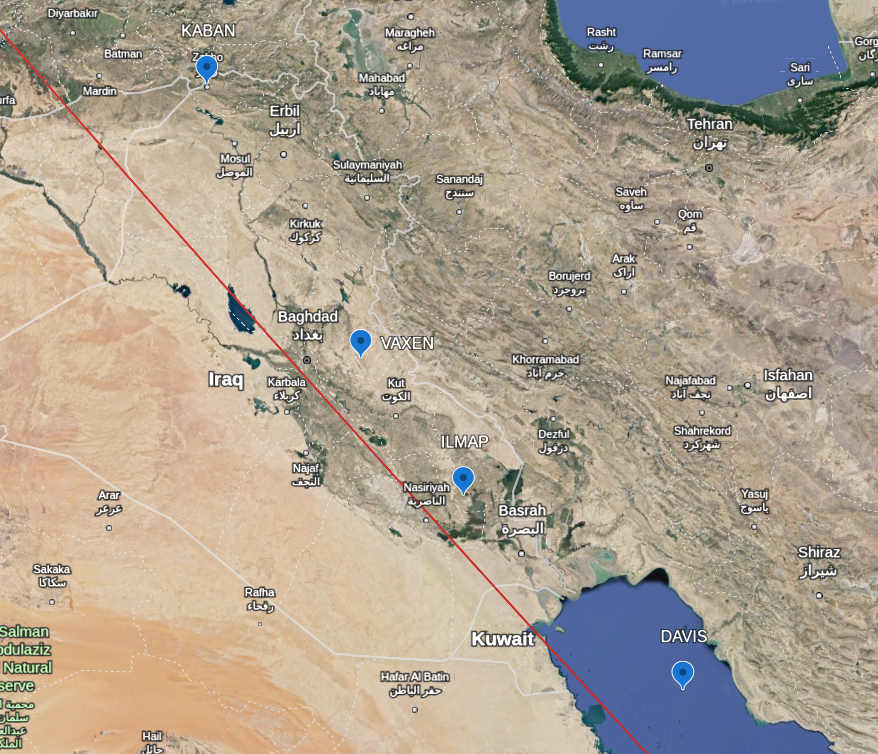 Diyarbakır
KABAN
Batman
Mardin
Maragheh
مراغه
Mahabad
مهاباد
Rasht
رشت
Ramsar
رامسر
Sari
ساری
Tehran
تهران
Erbil
اربيل
Mosul
الموصل
Sulaymaniyah
السليمانية
Sanandaj
سنندج
Saveh
ساوه
Qom
قم
Kirkuk
كركوك
Arak
اراک
Borujerd
بروجرد
Baghdad
بغداد
VAXEN
Khorramabad
خرم آباد
Iraq
Karbala
كربلاء
Kut
الكوت
Najafabad
نجف آباد
Isfahan
اصفهان
ILMAP
Dezful
دزفول
Shahrekord
شهرکرد
Najaf
النجف
Nasiriyah
الناصرية
Basrah
البصرة
Yasuj
یاسوج
Arar
عرعر
Shiraz
شیراز
Sakaka
سكاكا
Rafha
رفحاء
Kuwait
DAVIS
Salman
Natural
Hafar Al Batin
حفر الباطن
Hail
حائل